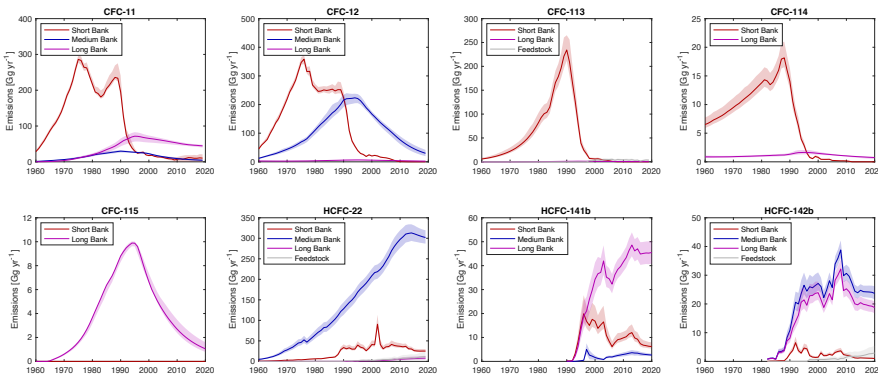 CFC-11
Emissions [Gg yr⁻¹]
400
300
200
100
0
Short Bank
Medium Bank
Long Bank
1960 1970 1980 1990 2000 2010 2020
CFC-12
Emissions [Gg yr⁻¹]
500
400
300
200
100
0
Short Bank
Medium Bank
Long Bank
1960 1970 1980 1990 2000 2010 2020
CFC-113
Emissions [Gg yr⁻¹]
300
250
200
150
100
50
0
Short Bank
Long Bank
Feedstock
1960 1970 1980 1990 2000 2010 2020
CFC-114
Emissions [Gg yr⁻¹]
25
20
15
10
5
0
Short Bank
Long Bank
1960 1970 1980 1990 2000 2010 2020
CFC-115
Emissions [Gg yr⁻¹]
12
10
8
6
4
2
0
Short Bank
Long Bank
1960 1970 1980 1990 2000 2010 2020
HCFC-22
Emissions [Gg yr⁻¹]
350
300
250
200
150
100
50
0
Short Bank
Medium Bank
Long Bank
Feedstock
1960 1970 1980 1990 2000 2010 2020
HCFC-141b
Emissions [Gg yr⁻¹]
60
50
40
30
20
10
0
Short Bank
Medium Bank
Long Bank
1960 1970 1980 1990 2000 2010 2020
HCFC-142b
Emissions [Gg yr⁻¹]
50
40
30
20
10
0
Short Bank
Medium Bank
Long Bank
Feedstock
1960 1970 1980 1990 2000 2010 2020